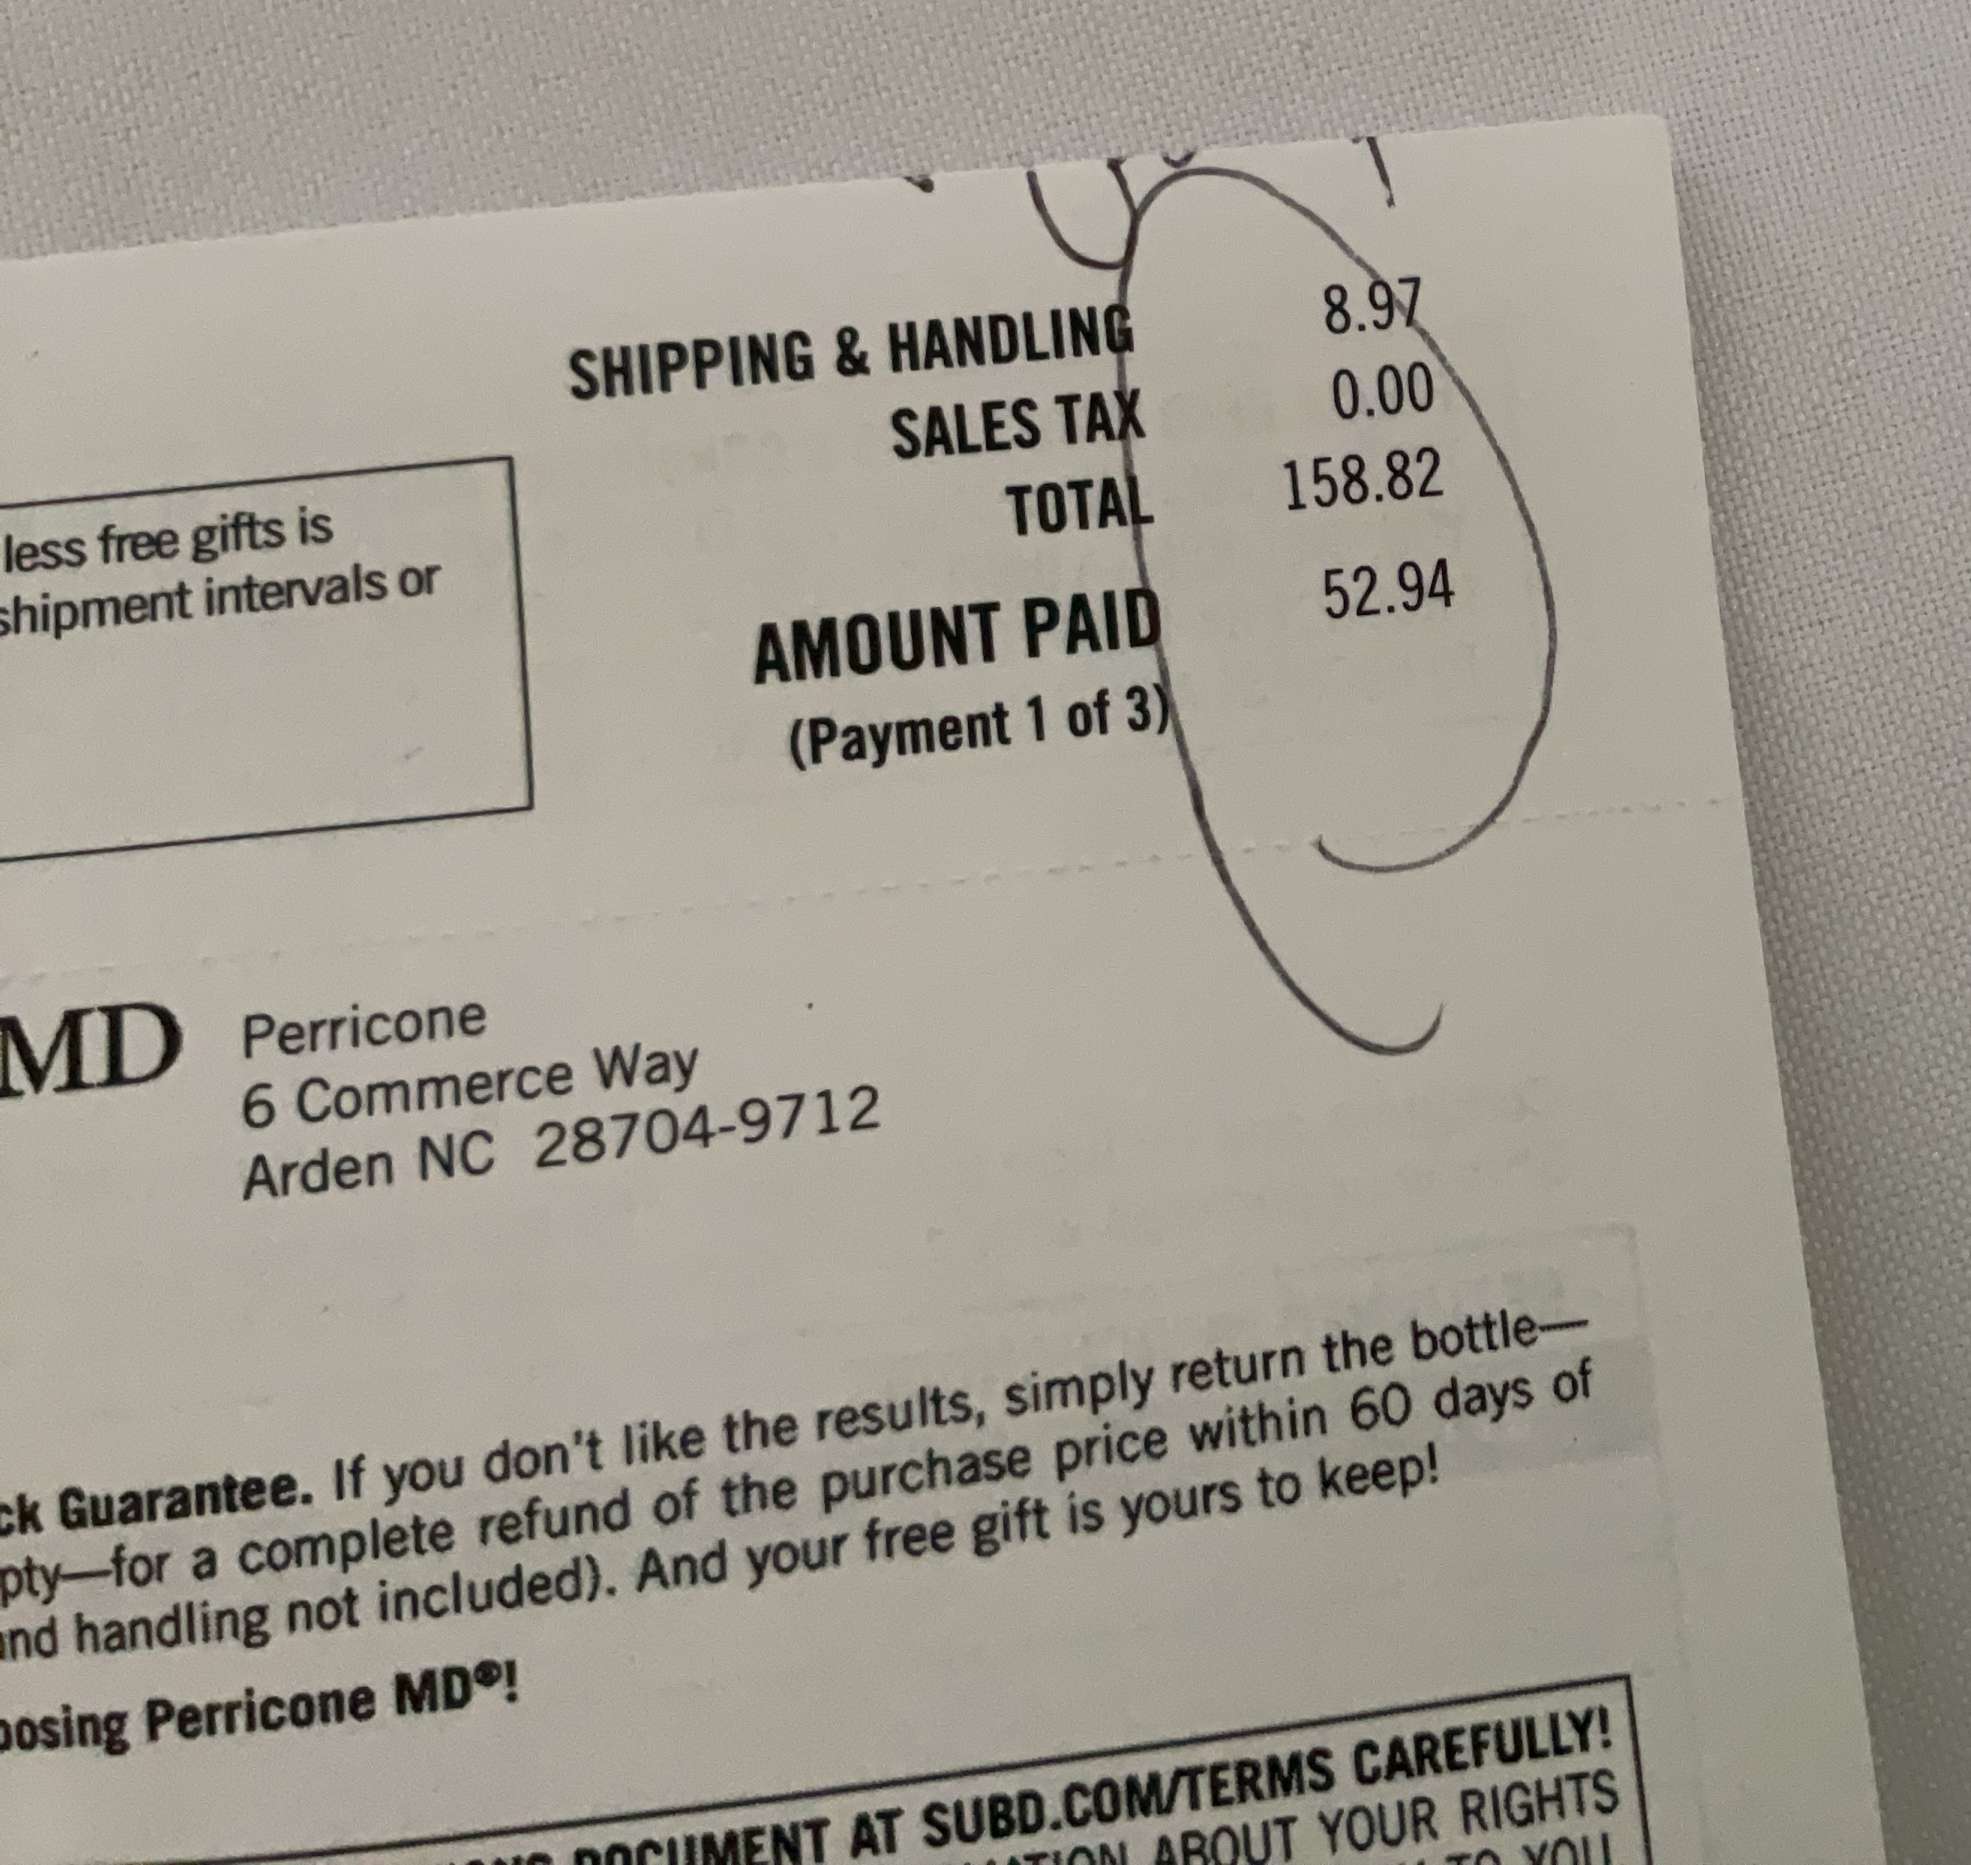 SHIPPING & HANDLING 8.97
SALES TAX 0.00
TOTAL 158.82
AMOUNT PAID 52.94
(Payment 1 of 3)
less free gifts is
shipment intervals or
MD
Perricone
6 Commerce Way
Arden NC 28704-9712
ck Guarantee. If you don't like the results, simply return the bottle—
pty—for a complete refund of the purchase price within 60 days of
and handling not included). And your free gift is yours to keep!
oosing Perricone MD®!
DOCUMENT AT SUBD.COM/TERMS CAREFULLY!
ABOUT YOUR RIGHTS
TO YOU